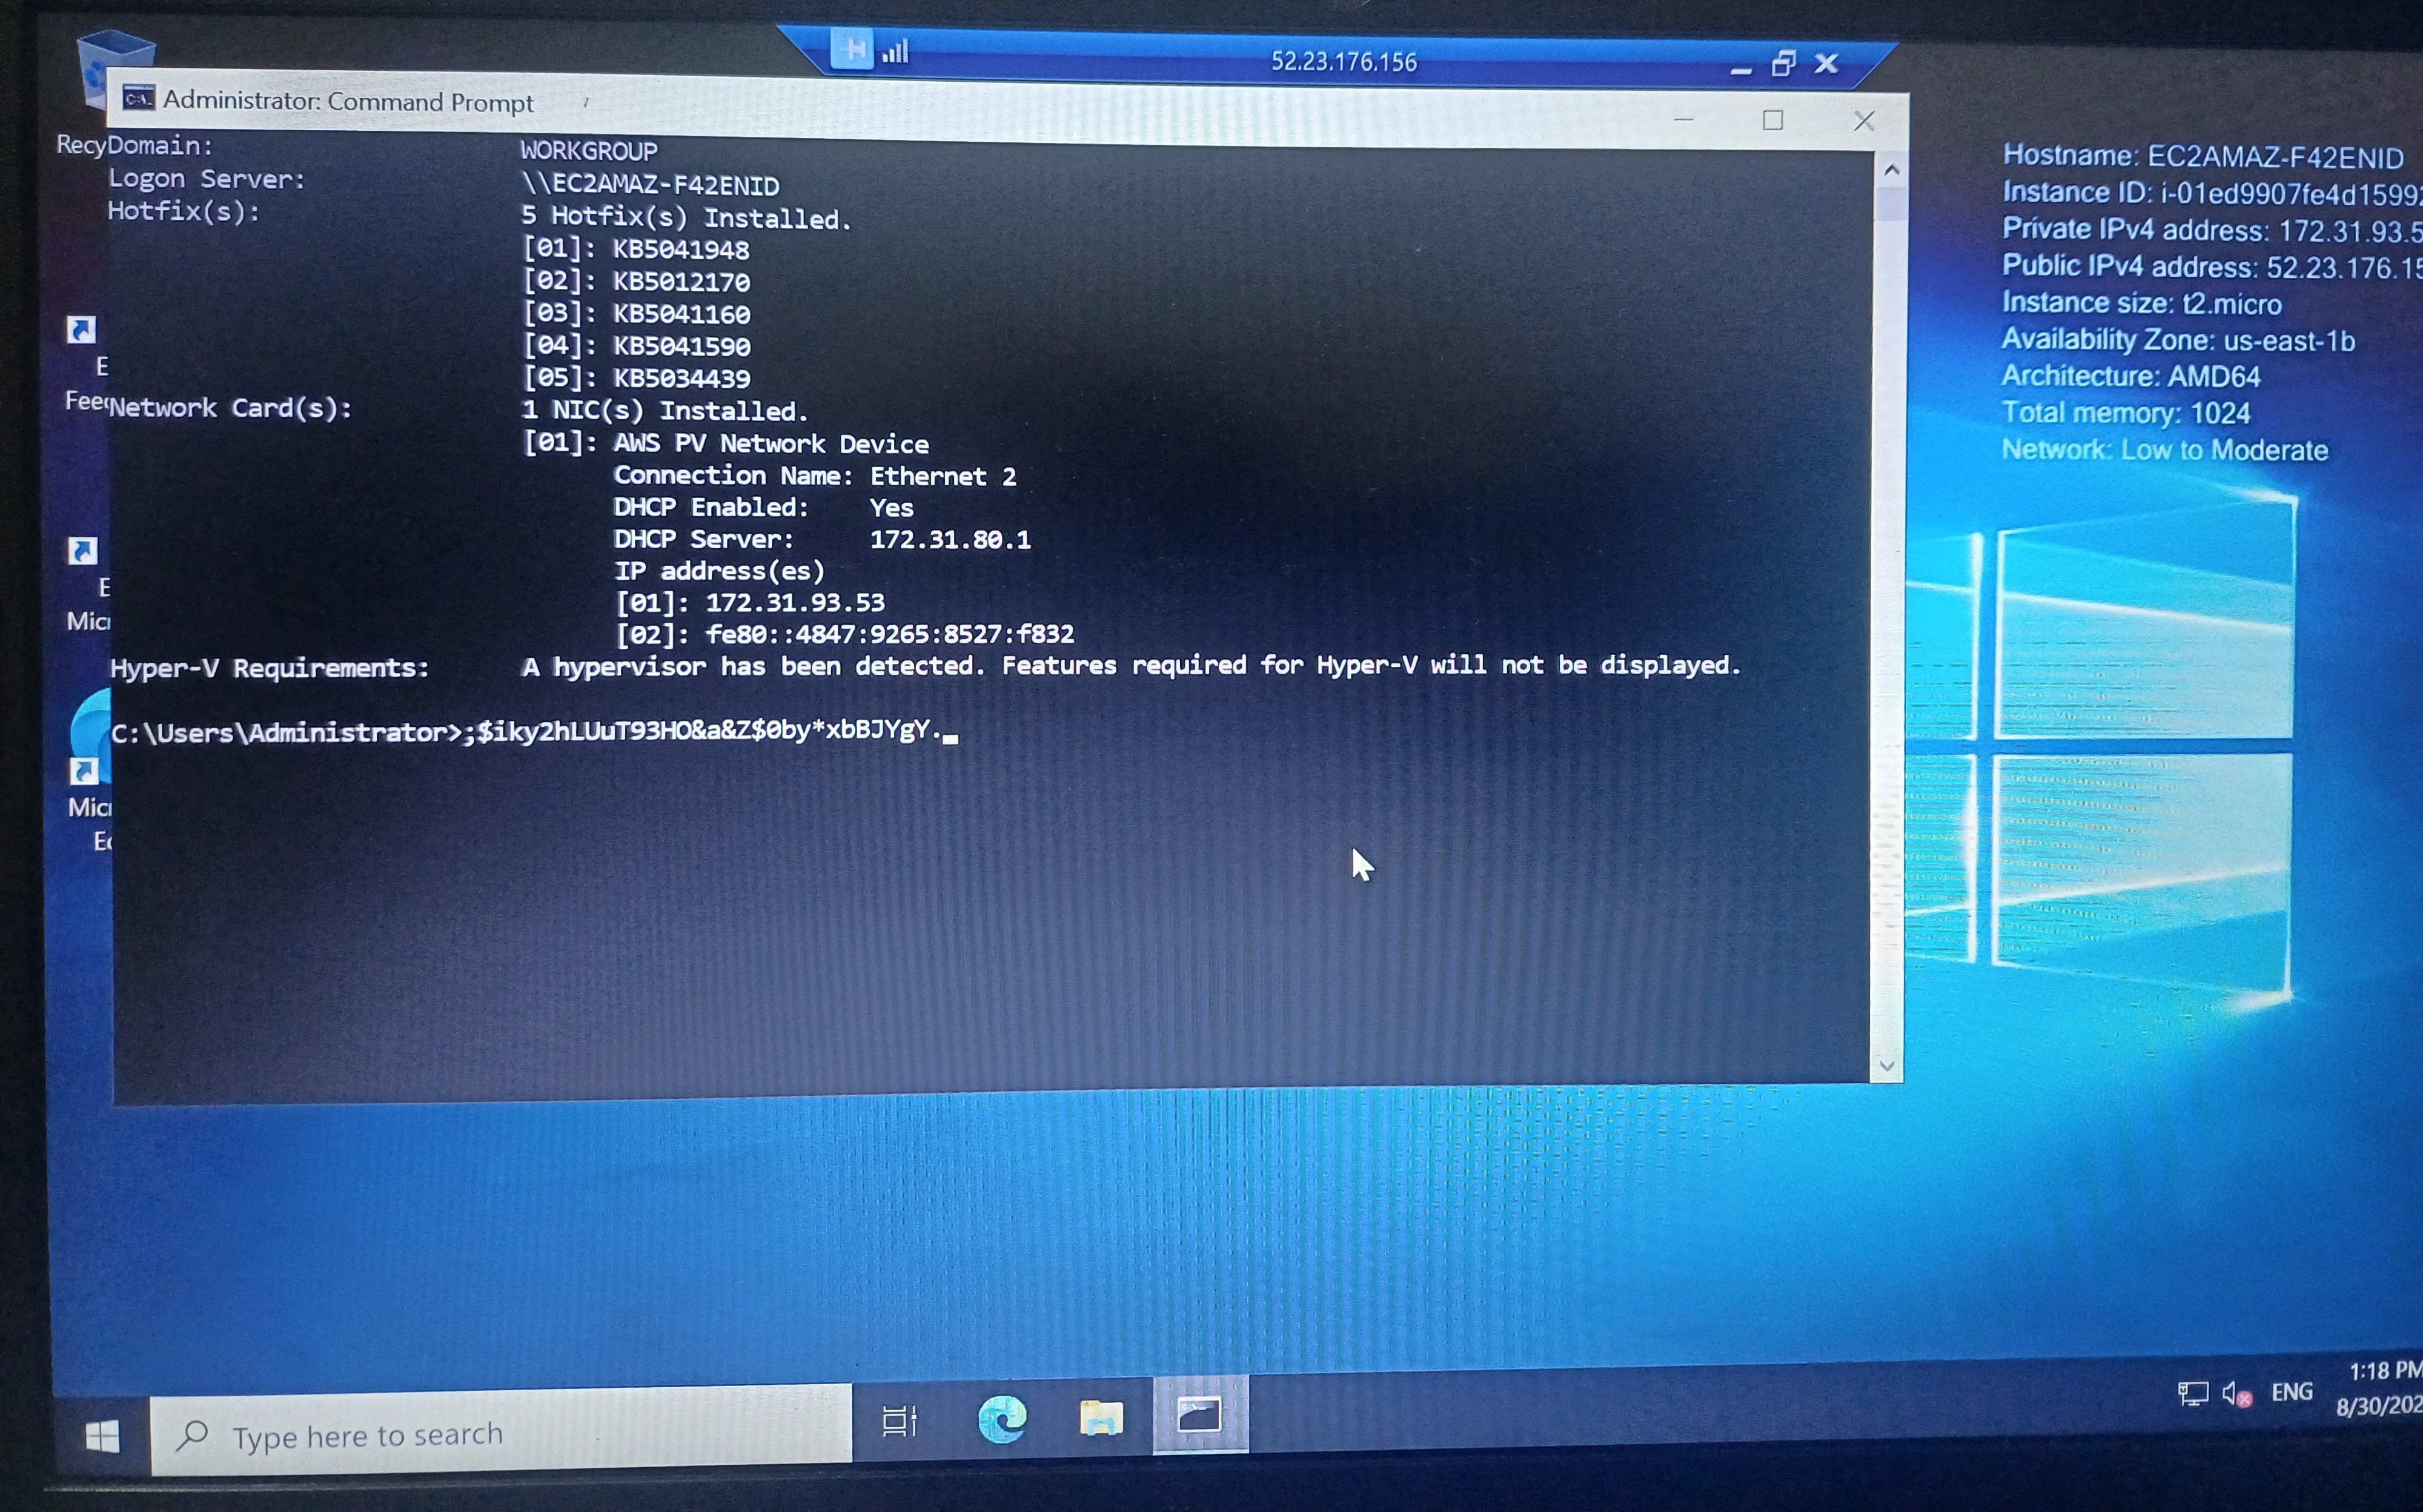 52.23.176.156
Administrator: Command Prompt
Recy
Domain: WORKGROUP
Logon Server: \\EC2AMAZ-F42ENID
Hotfix(s): 5 Hotfix(s) Installed.
[01]: KB5041948
[02]: KB5012170
[03]: KB5041160
[04]: KB5041590
[05]: KB5034439
Network Card(s): 1 NIC(s) Installed.
[01]: AWS PV Network Device
Connection Name: Ethernet 2
DHCP Enabled: Yes
DHCP Server: 172.31.80.1
IP address(es)
[01]: 172.31.93.53
[02]: fe80::4847:9265:8527:f832
Hyper-V Requirements: A hypervisor has been detected. Features required for Hyper-V will not be displayed.
C:\Users\Administrator>;$iky2hLUuT93HO&a&Z$0by*xbBJYgY.
E
Fee
E
Micr
Micr
Ed
Hostname: EC2AMAZ-F42ENID
Instance ID: i-01ed9907fe4d1599
Private IPv4 address: 172.31.93.5
Public IPv4 address: 52.23.176.15
Instance size: t2.micro
Availability Zone: us-east-1b
Architecture: AMD64
Total memory: 1024
Network: Low to Moderate
Type here to search
ENG
1:18 PM
8/30/202